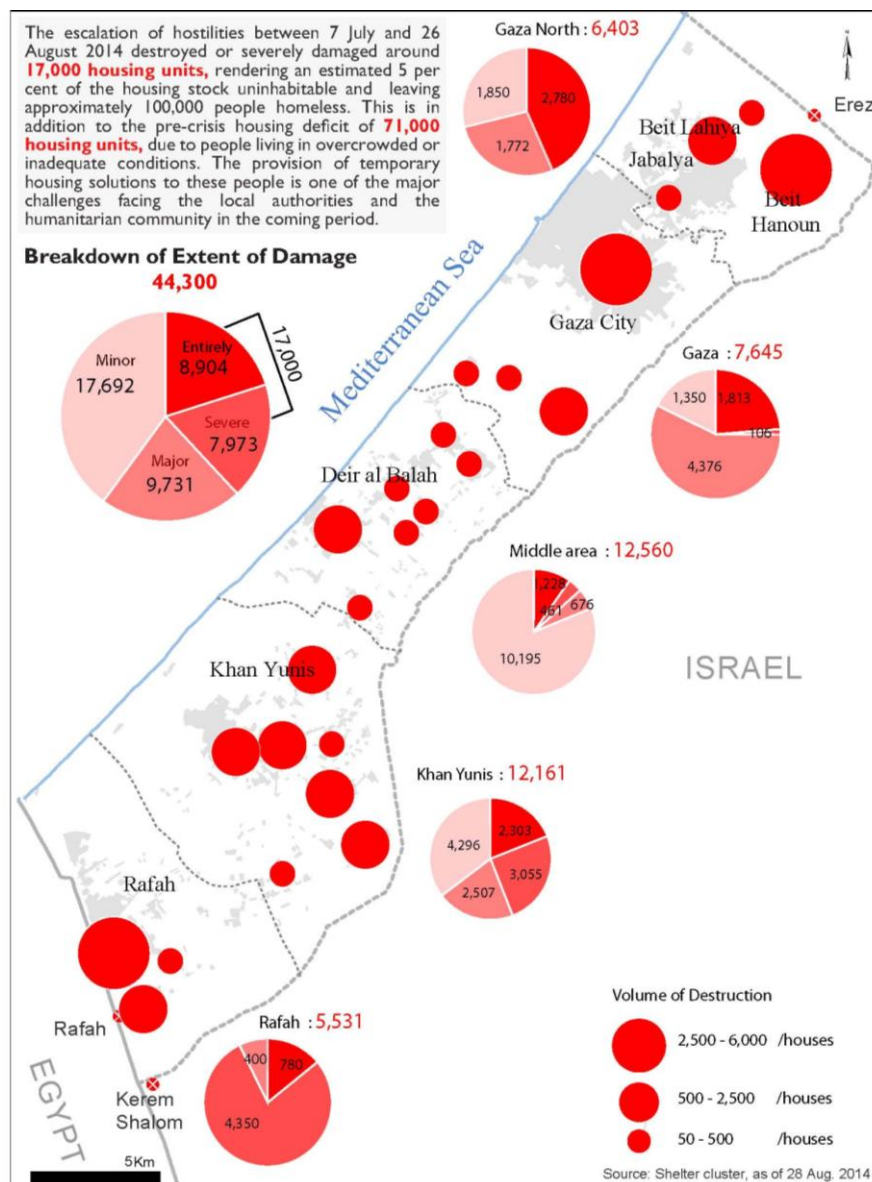 The escalation of hostilities between 7 July and 26
August 2014 destroyed or severely damaged around
17,000 housing units, rendering an estimated 5 per
cent of the housing stock uninhabitable and leaving
approximately 100,000 people homeless. This is in
addition to the pre-crisis housing deficit of 71,000
housing units, due to people living in overcrowded or
inadequate conditions. The provision of temporary
housing solutions to these people is one of the major
challenges facing the local authorities and the
humanitarian community in the coming period.
Breakdown of Extent of Damage
44,300
Minor
17,692
Entirely
8,904
17,000
Severe
7,973
Major
9,731
Gaza North : 6,403
1,850
2,780
1,772
N
Erez
Beit Lahiya
Jabalya
Beit
Hanoun
Mediterranean Sea
Gaza City
Gaza : 7,645
1,350
1,813
106
4,376
Deir al Balah
Middle area : 12,560
1,228
461
676
10,195
ISRAEL
Khan Yunis
Khan Yunis : 12,161
4,296
2,303
3,055
2,507
Rafah
Rafah
Rafah : 5,531
400
780
4,350
EGYPT
Kerem
Shalom
5Km
Volume of Destruction
2,500 - 6,000 /houses
500 - 2,500 /houses
50 - 500 /houses
Source: Shelter cluster, as of 28 Aug. 2014